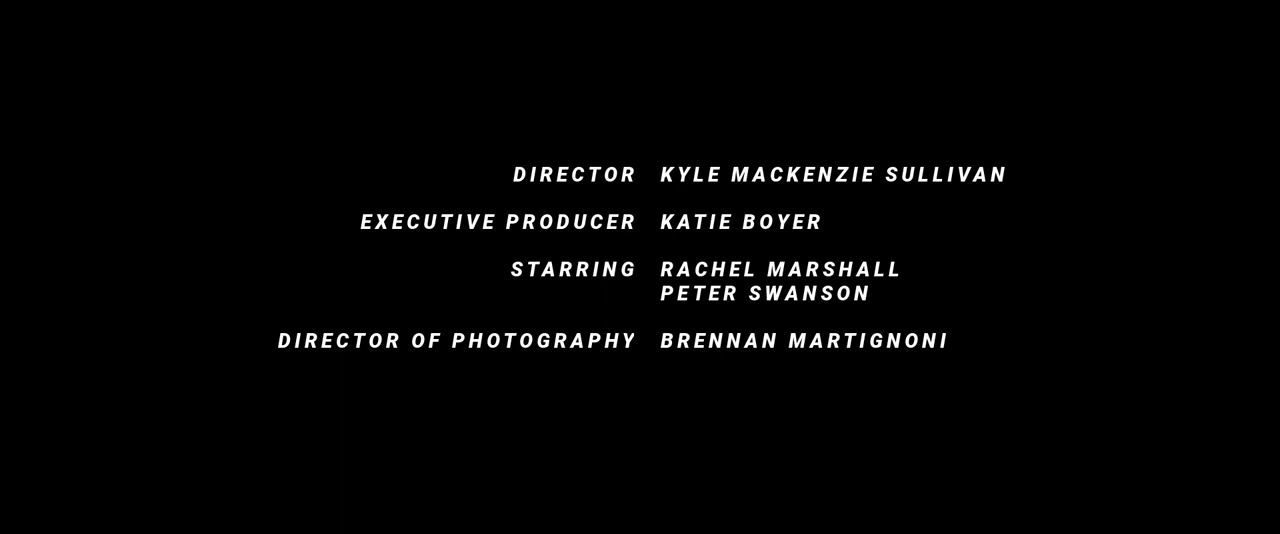 DIRECTOR KYLE MACKENZIE SULLIVAN
EXECUTIVE PRODUCER KATIE BOYER
STARRING RACHEL MARSHALL
PETER SWANSON
DIRECTOR OF PHOTOGRAPHY BRENNAN MARTIGNONI